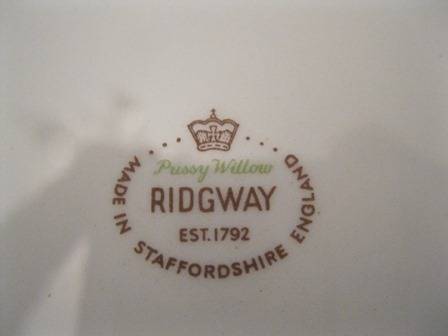 Pussy Willow
RIDGWAY
EST. 1792
MADE IN STAFFORDSHIRE ENGLAND